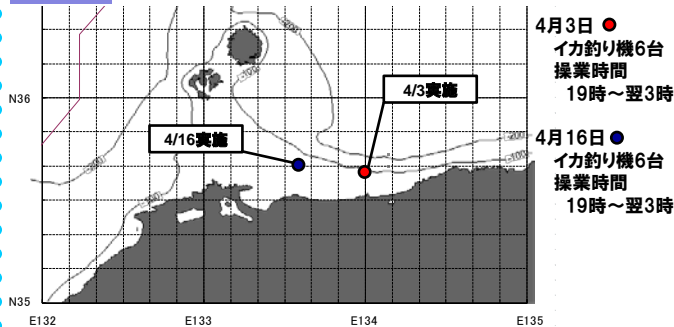 4月3日
イカ釣り機6台
操業時間
19時～翌3時
4月16日
イカ釣り機6台
操業時間
19時～翌3時
4/3実施
4/16実施
N36
N35
E132
E133
E134
E135
-200
-200
-100